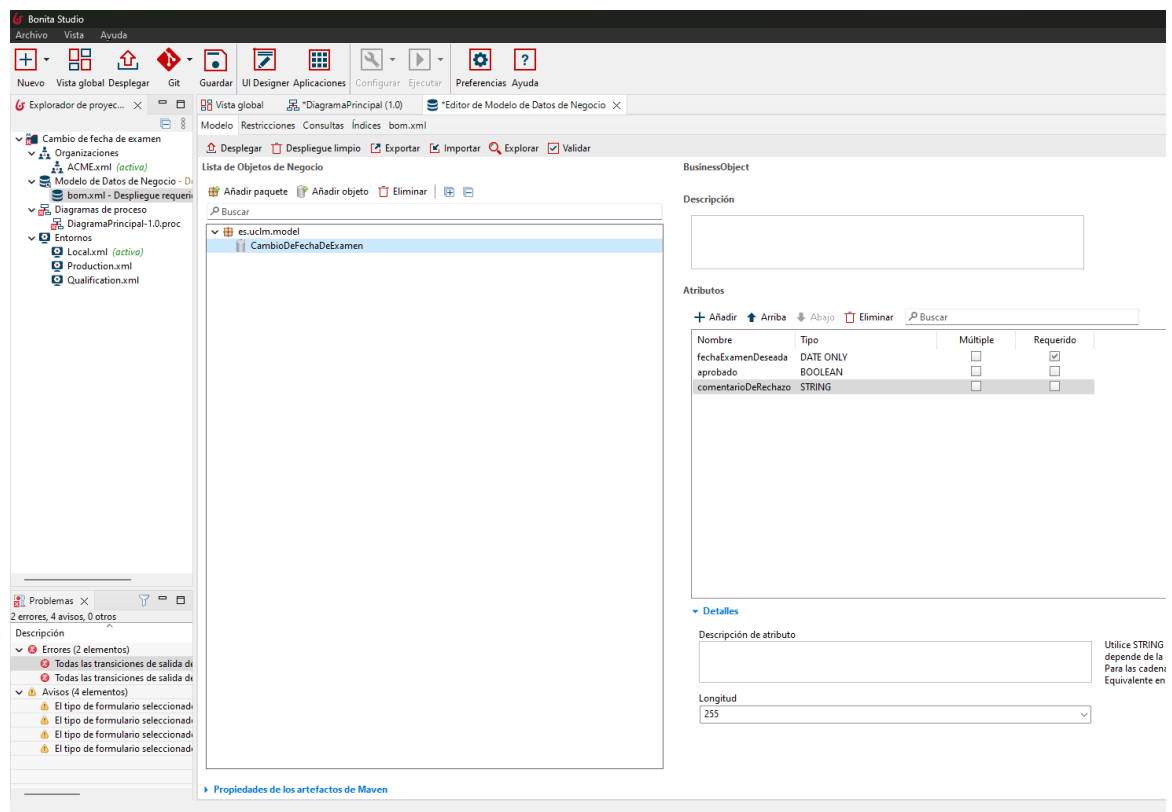 Bonita Studio
Archivo Vista Ayuda
Nuevo Vista global Desplegar Git Guardar UI Designer Aplicaciones Configurar Ejecutar Preferencias Ayuda
Explorador de proyec...
Cambio de fecha de examen
Organizaciones
ACME.xml (activa)
Modelo de Datos de Negocio - D
bom.xml - Despliegue requeri
Diagramas de proceso
DiagramaPrincipal-1.0.proc
Entornos
Local.xml (activa)
Production.xml
Qualification.xml
Problemas
2 errores, 4 avisos, 0 otros
Descripción
Errores (2 elementos)
Todas las transiciones de salida de
Todas las transiciones de salida de
Avisos (4 elementos)
El tipo de formulario seleccionado
El tipo de formulario seleccionado
El tipo de formulario seleccionado
El tipo de formulario seleccionado
Vista global *DiagramaPrincipal (1.0) *Editor de Modelo de Datos de Negocio
Modelo Restricciones Consultas Índices bom.xml
Desplegar Despliegue limpio Exportar Importar Explorar Validar
Lista de Objetos de Negocio
Añadir paquete Añadir objeto Eliminar
Buscar
es.uclm.model
CambioDeFechaDeExamen
Propiedades de los artefactos de Maven
BusinessObject
Descripción
Atributos
Añadir Arriba Abajo Eliminar Buscar
Nombre Tipo Múltiple Requerido
fechaExamenDeseada DATE ONLY
aprobado BOOLEAN
comentarioDeRechazo STRING
Detalles
Descripción de atributo
Utilice STRING
depende de la
Para las cadena
Equivalente en
Longitud
255